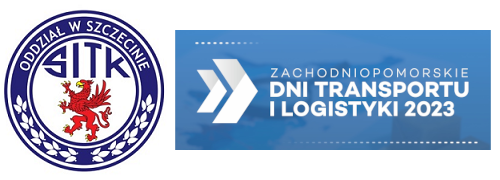 ODDZIAŁ W SZCZECINIE
SITK
ZACHODNIOPOMORSKIE
DNI TRANSPORTU
I LOGISTYKI 2023